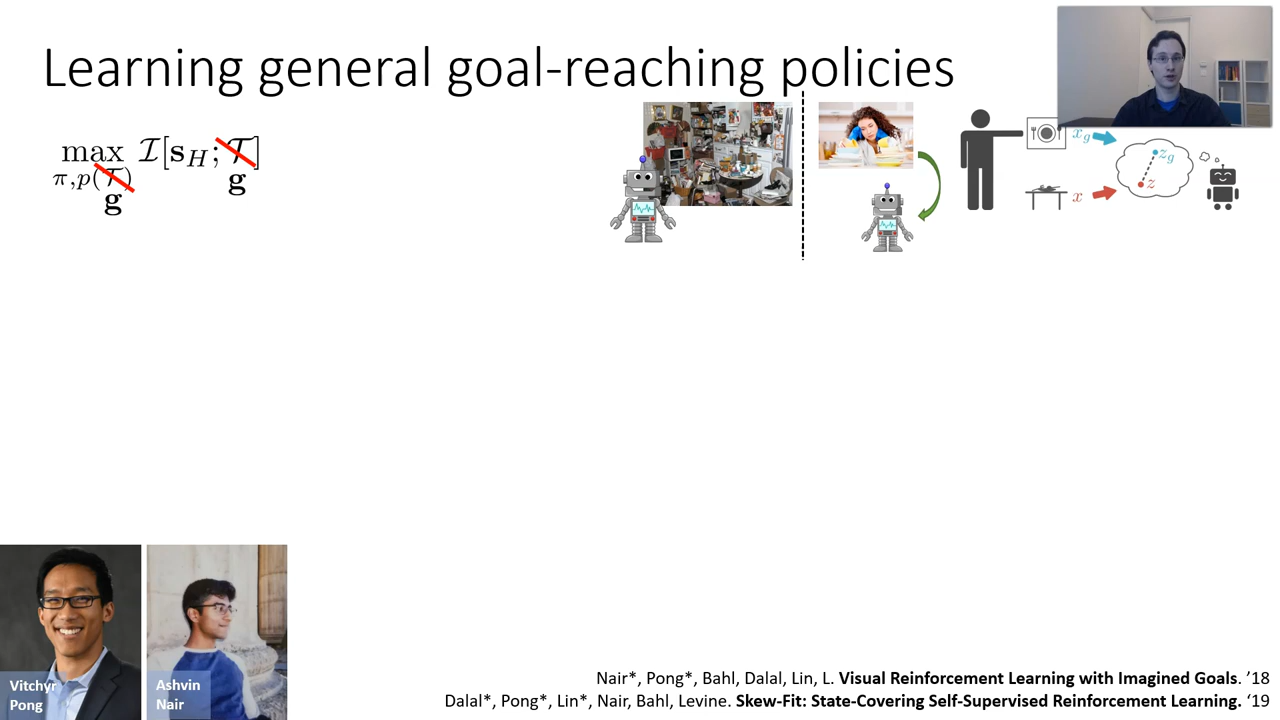 Learning general goal-reaching policies
max I[s_H; T]
π,p(T) g
g
x_g
z_g
z
x
Vitchyr
Pong
Ashvin
Nair
Nair*, Pong*, Bahl, Dalal, Lin, L. Visual Reinforcement Learning with Imagined Goals. ’18
Dalal*, Pong*, Lin*, Nair, Bahl, Levine. Skew-Fit: State-Covering Self-Supervised Reinforcement Learning. ‘19